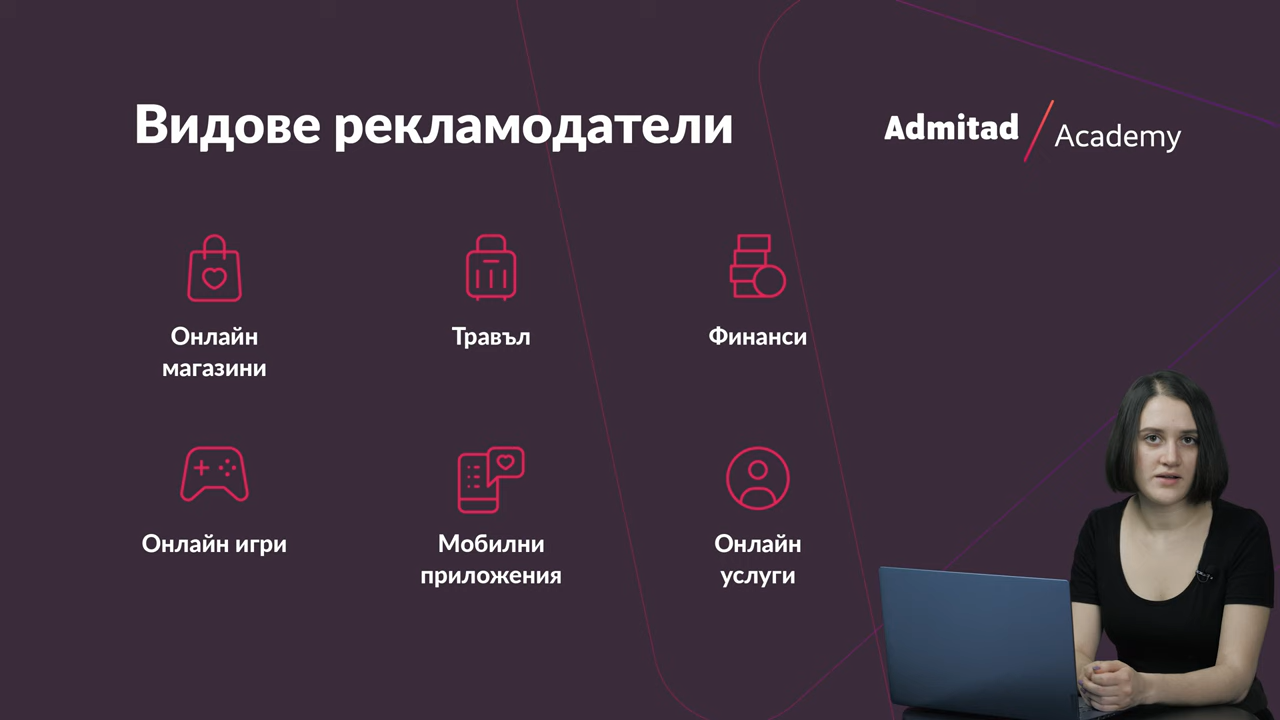 Видове рекламодатели
Admitad / Academy
Онлайн
магазини
Травъл
Финанси
Онлайн игри
Мобилни
приложения
Онлайн
услуги